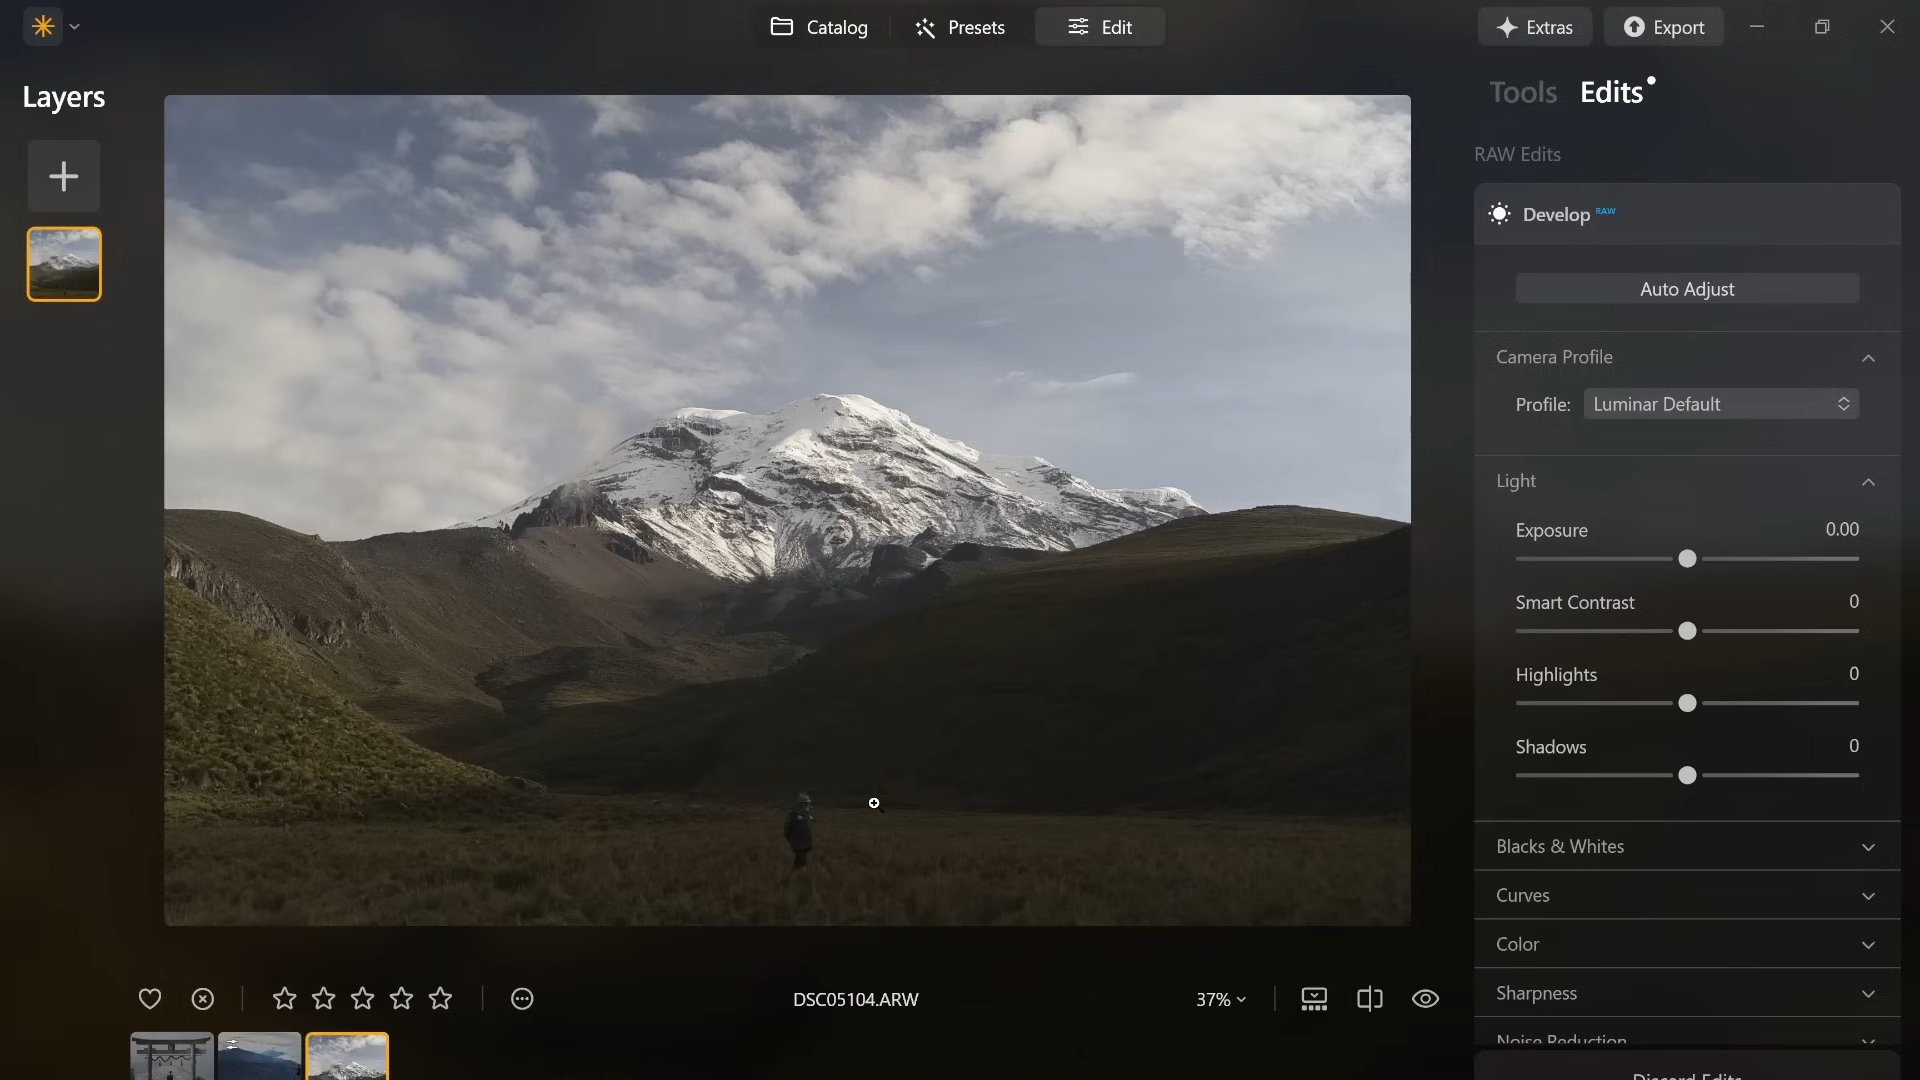 Catalog
Presets
Edit
Extras
Export
Layers
Tools
Edits
RAW Edits
Develop RAW
Auto Adjust
Camera Profile
Profile:
Luminar Default
Light
Exposure
0.00
Smart Contrast
0
Highlights
0
Shadows
0
Blacks & Whites
Curves
Color
Sharpness
Noise Reduction
Discard Edits
DSC05104.ARW
37%